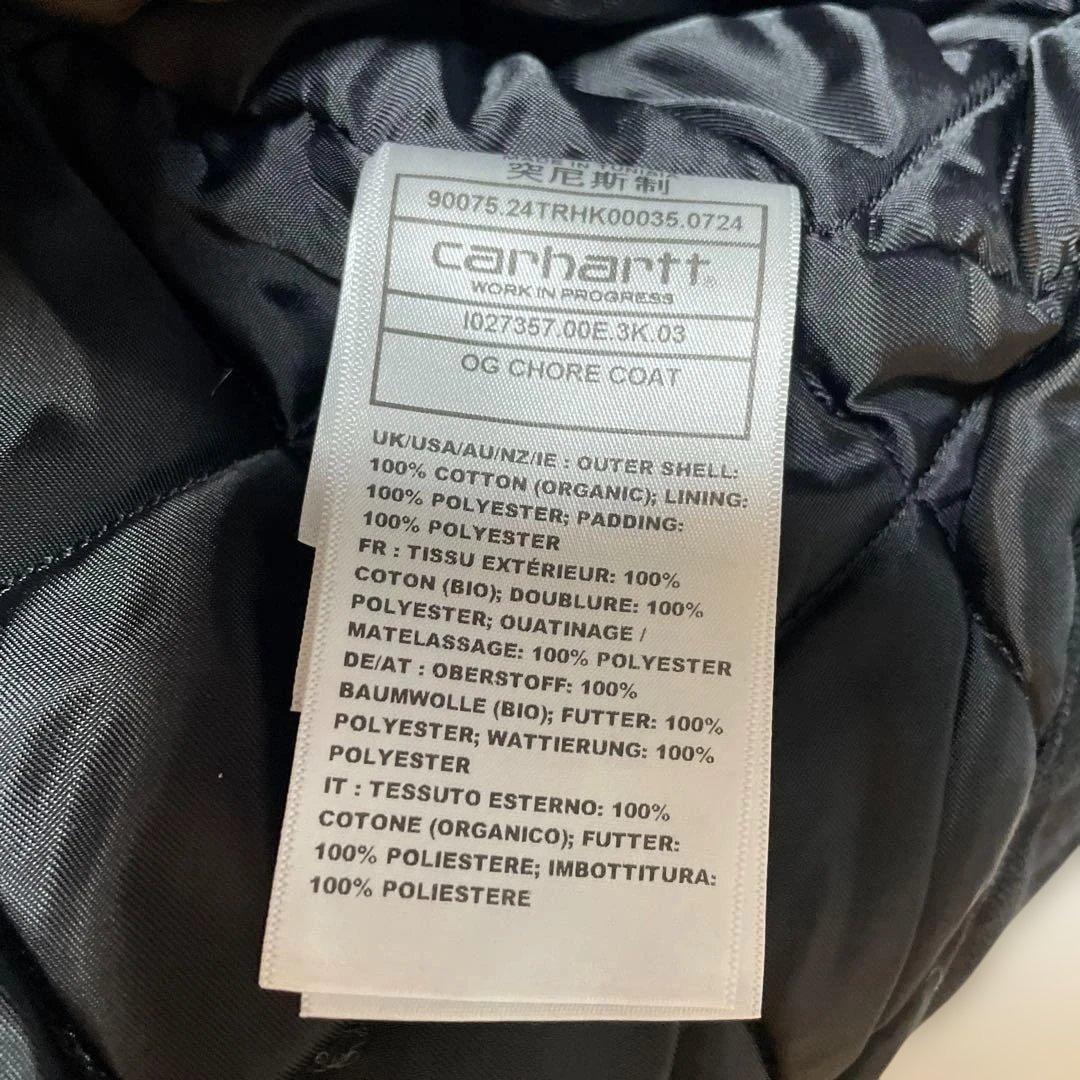 MADE IN TUNISIA
突尼斯制
90075.24TRHK00035.0724
carhartt®
WORK IN PROGRESS
I027357.00E.3K.03
OG CHORE COAT
UK/USA/AU/NZ/IE : OUTER SHELL:
100% COTTON (ORGANIC); LINING:
100% POLYESTER; PADDING:
100% POLYESTER
FR : TISSU EXTÉRIEUR: 100%
COTON (BIO); DOUBLURE: 100%
POLYESTER; OUATINAGE /
MATELASSAGE: 100% POLYESTER
DE/AT : OBERSTOFF: 100%
BAUMWOLLE (BIO); FUTTER: 100%
POLYESTER; WATTIERUNG: 100%
POLYESTER
IT : TESSUTO ESTERNO: 100%
COTONE (ORGANICO); FUTTER:
100% POLIESTERE; IMBOTTITURA:
100% POLIESTERE